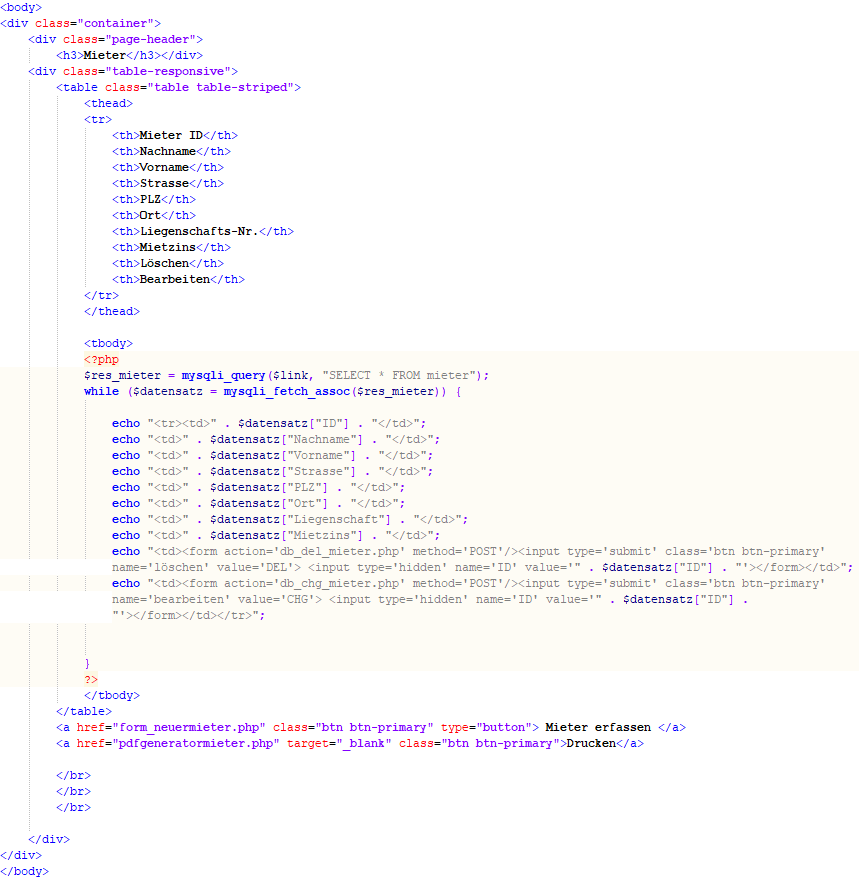 <body>
<div class="container">
<div class="page-header">
<h3>Mieter</h3></div>
<div class="table-responsive">
<table class="table table-striped">
<thead>
<tr>
<th>Mieter ID</th>
<th>Nachname</th>
<th>Vorname</th>
<th>Strasse</th>
<th>PLZ</th>
<th>Ort</th>
<th>Liegenschafts-Nr.</th>
<th>Mietzins</th>
<th>Löschen</th>
<th>Bearbeiten</th>
</tr>
</thead>
<tbody>
<?php
$res_mieter = mysqli_query($link, "SELECT * FROM mieter");
while ($datensatz = mysqli_fetch_assoc($res_mieter)) {
echo "<tr><td>" . $datensatz["ID"] . "</td>";
echo "<td>" . $datensatz["Nachname"] . "</td>";
echo "<td>" . $datensatz["Vorname"] . "</td>";
echo "<td>" . $datensatz["Strasse"] . "</td>";
echo "<td>" . $datensatz["PLZ"] . "</td>";
echo "<td>" . $datensatz["Ort"] . "</td>";
echo "<td>" . $datensatz["Liegenschaft"] . "</td>";
echo "<td>" . $datensatz["Mietzins"] . "</td>";
echo "<td><form action='db_del_mieter.php' method='POST'/><input type='submit' class='btn btn-primary'
name='löschen' value='DEL'> <input type='hidden' name='ID' value='" . $datensatz["ID"] . "'></form></td>";
echo "<td><form action='db_chg_mieter.php' method='POST'/><input type='submit' class='btn btn-primary'
name='bearbeiten' value='CHG'> <input type='hidden' name='ID' value='" . $datensatz["ID"] .
"'></form></td></tr>";
}
?>
</tbody>
</table>
<a href="form_neuermieter.php" class="btn btn-primary" type="button"> Mieter erfassen </a>
<a href="pdfgeneratormieter.php" target="_blank" class="btn btn-primary">Drucken</a>
</br>
</br>
</br>
</div>
</div>
</body>